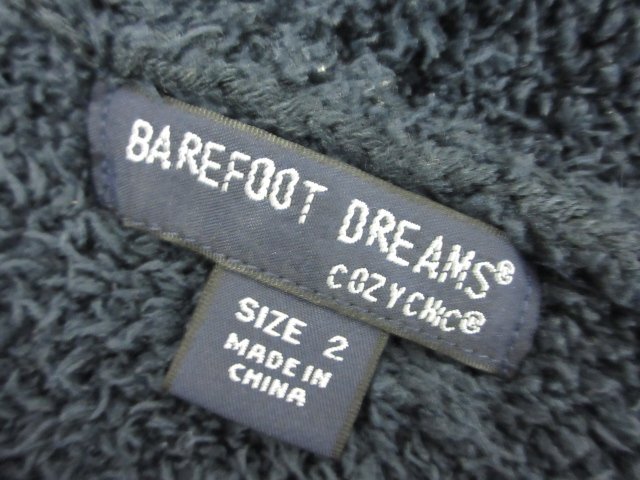 BAREFOOT DREAMS®
COZYCHIC®
SIZE 2
MADE IN
CHINA